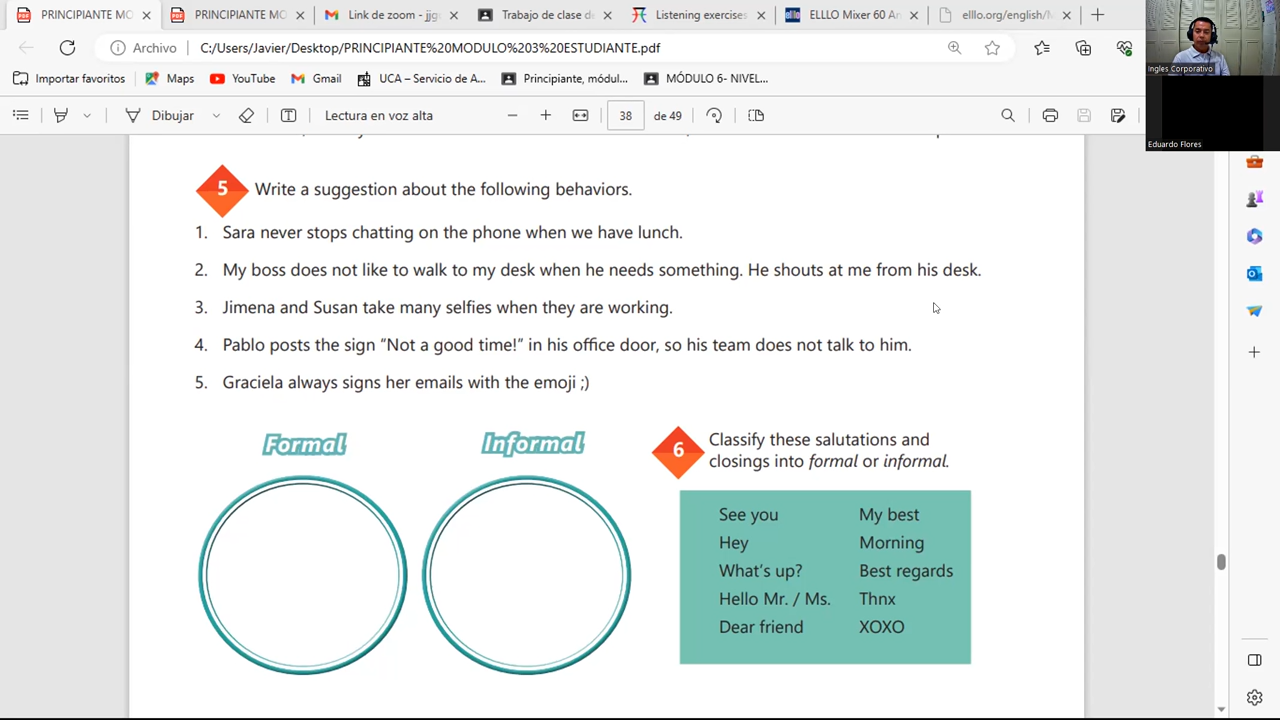 PRINCIPIANTE MO
PRINCIPANTE MO
Link de zoom - jjg
Trabajo de clase d
Listening exercises
ELLLO Mixer 60 An
elllo.org/english/M
Archivo
C:/Users/Javier/Desktop/PRINCIPIANTE%20MODULO%203%20ESTUDIANTE.pdf
Importar favoritos
Maps
YouTube
Gmail
UCA – Servicio de A...
Principiante, módul...
MÓDULO 6- NIVEL...
Dibujar
Lectura en voz alta
38
de 49
Ingles Corporativo
Eduardo Flores
5
Write a suggestion about the following behaviors.
1. Sara never stops chatting on the phone when we have lunch.
2. My boss does not like to walk to my desk when he needs something. He shouts at me from his desk.
3. Jimena and Susan take many selfies when they are working.
4. Pablo posts the sign “Not a good time!” in his office door, so his team does not talk to him.
5. Graciela always signs her emails with the emoji ;)
Formal
Informal
6
Classify these salutations and
closings into formal or informal.
See you
My best
Hey
Morning
What’s up?
Best regards
Hello Mr. / Ms.
Thnx
Dear friend
XOXO